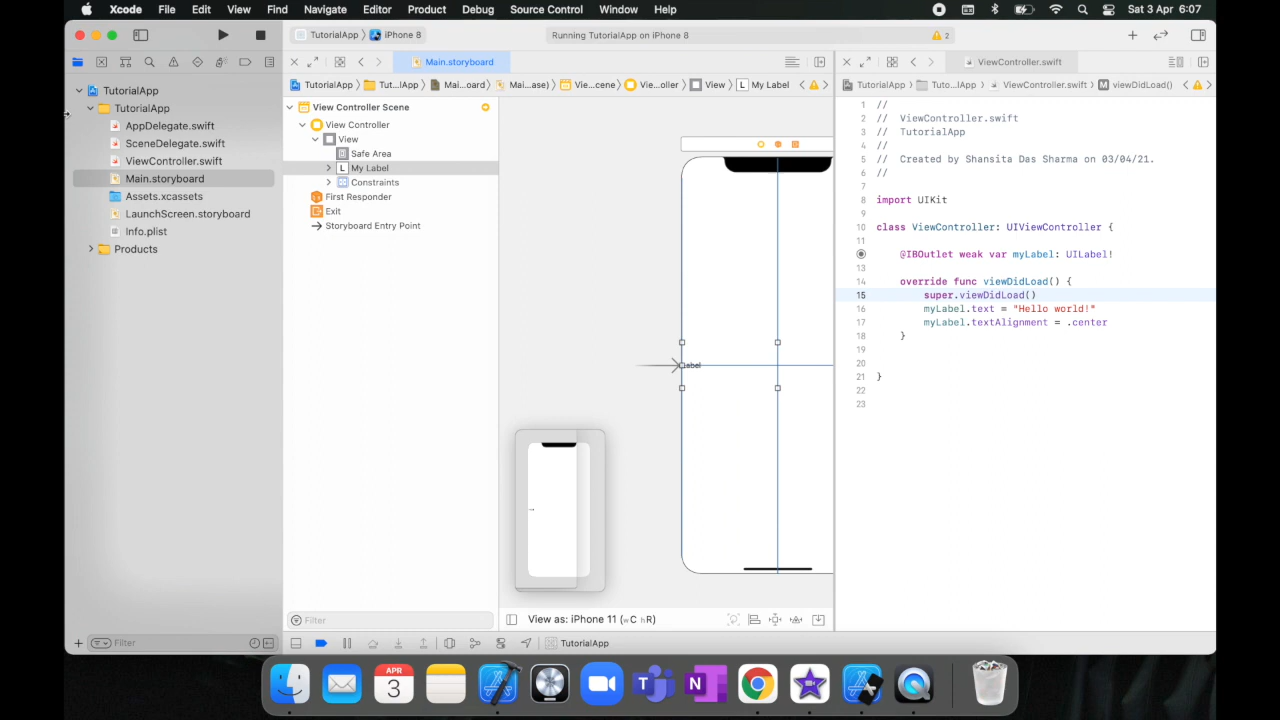 Xcode File Edit View Find Navigate Editor Product Debug Source Control Window Help Sat 3 Apr 6:07
TutorialApp iPhone 8 Running TutorialApp on iPhone 8 2
Main.storyboard ViewController.swift
TutorialApp Tut...lApp Mai...oard Mai...ase) Vie...cene) Vie...oller View L My Label
TutorialApp Tuto...lApp ViewController.swift M viewDidLoad()
TutorialApp
TutorialApp
AppDelegate.swift
SceneDelegate.swift
ViewController.swift
Main.storyboard
Assets.xcassets
LaunchScreen.storyboard
Info.plist
Products
Filter
View Controller Scene
View Controller
View
Safe Area
L My Label
Constraints
First Responder
Exit
Storyboard Entry Point
Filter
Label
View as: iPhone 11 (wC hR)
TutorialApp
1 //
2 // ViewController.swift
3 // TutorialApp
4 //
5 // Created by Shansita Das Sharma on 03/04/21.
6 //
7
8 import UIKit
9
10 class ViewController: UIViewController {
11
@IBOutlet weak var myLabel: UILabel!
13
14 override func viewDidLoad() {
15 super.viewDidLoad()
16 myLabel.text = "Hello world!"
17 myLabel.textAlignment = .center
18 }
19
20
21 }
22
23
APR
3
N